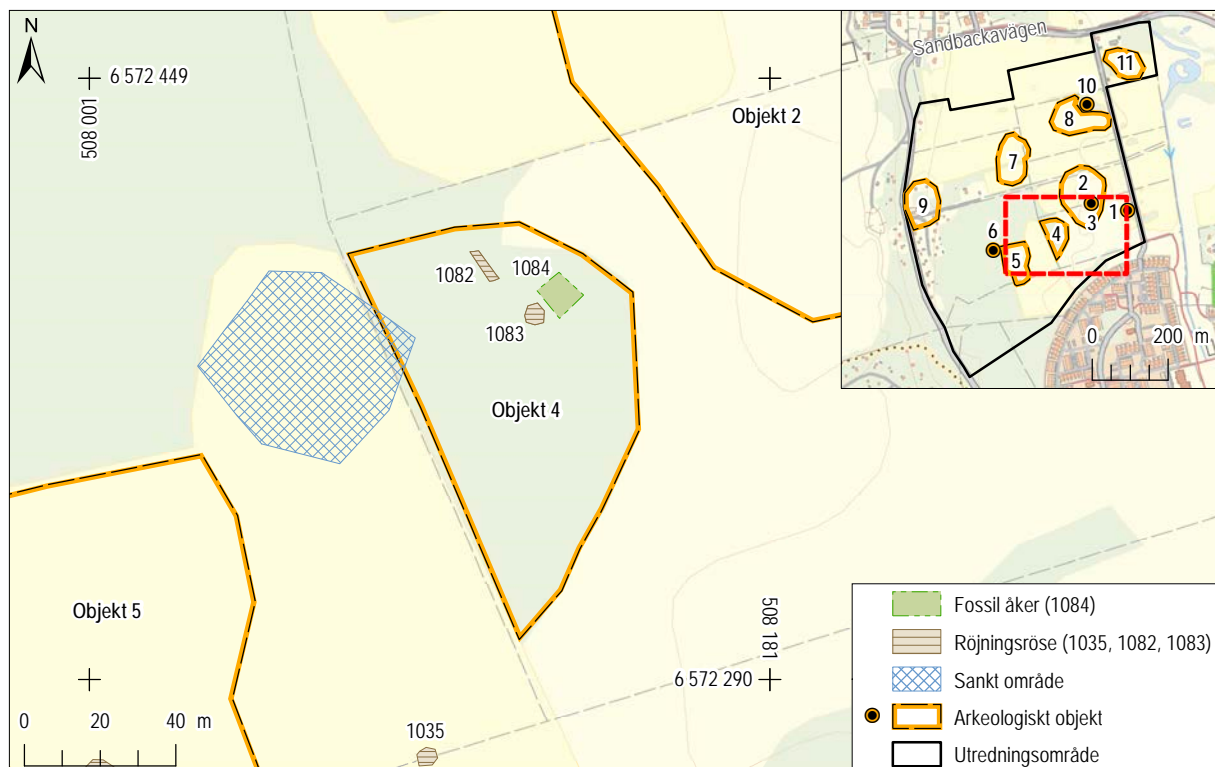 N
6 572 449
508 001
Objekt 2
1082
1084
1083
Objekt 4
Objekt 5
508 181
6 572 290
0 20 40 m
1035
Sandbackavägen
11
10
8
7
2
9
1
3
4
6
5
0 200 m
Fossil åker (1084)
Röjningsröse (1035, 1082, 1083)
Sankt område
Arkeologiskt objekt
Utredningsområde